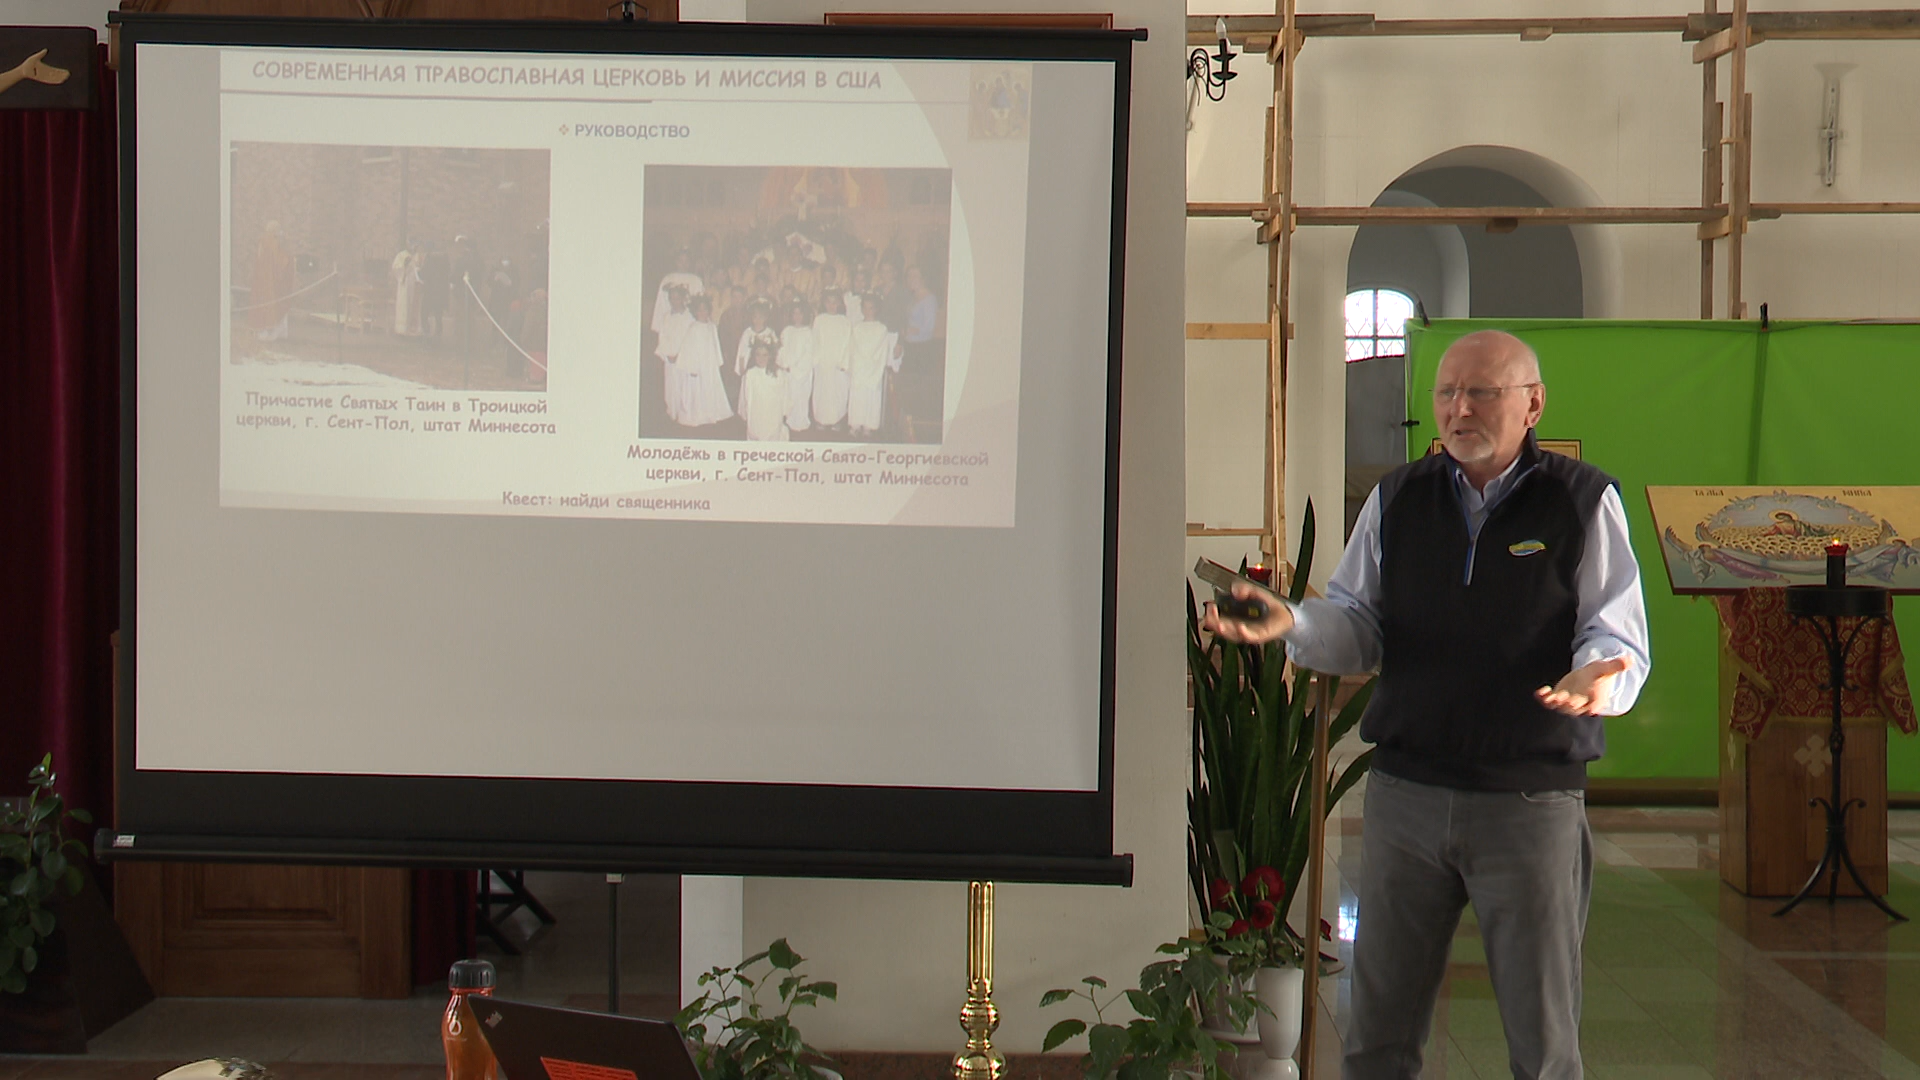 СОВРЕМЕННАЯ ПРАВОСЛАВНАЯ ЦЕРКОВЬ И МИССИЯ В США
РУКОВОДСТВО
Причастие Святых Таин в Троицкой
церкви, г. Сент-Пол, штат Миннесота
Молодёжь в греческой Свято-Георгиевской
церкви, г. Сент-Пол, штат Миннесота
Квест: найди священника